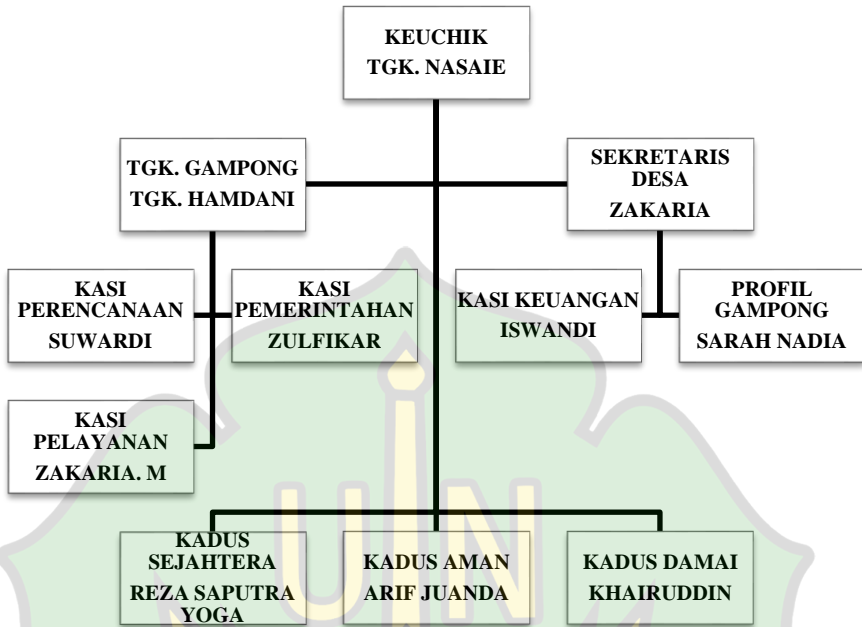 KEUCHIK
TGK. NASAIE
TGK. GAMPONG
TGK. HAMDANI
SEKRETARIS
DESA
ZAKARIA
KASI
PERENCANAAN
SUWARDI
KASI
PEMERINTAHAN
ZULFIKAR
KASI KEUANGAN
ISWANDI
PROFIL
GAMPONG
SARAH NADIA
KASI
PELAYANAN
ZAKARIA. M
KADUS
SEJAHTERA
REZA SAPUTRA
YOGA
KADUS AMAN
ARIF JUANDA
KADUS DAMAI
KHAIRUDDIN
UIN